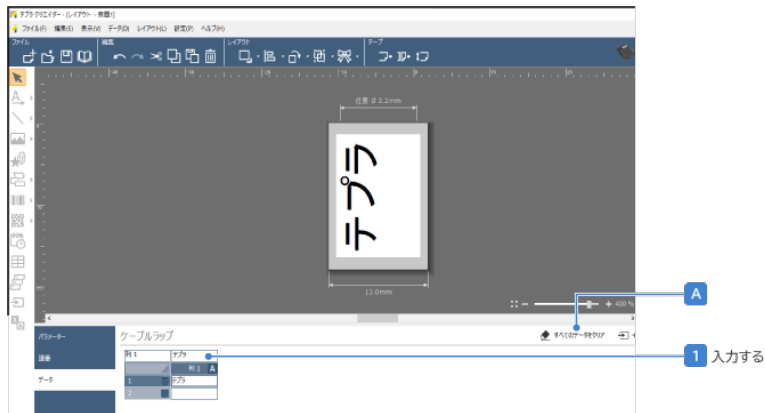 テプラ クリエイター - [レイアウト - 無題1]
ファイル(F) 編集(E) 表示(V) データ(D) レイアウト(L) 設定(P) ヘルプ(H)
ファイル 編集 レイアウト テープ
任意 Ø 3.2mm
テプラ
13.0mm
400 %
A
パラメーター ケーブルラップ すべてのデータをクリア
列 1 テプラ
1 入力する
連番
列 1 A
データ 1 テプラ
2